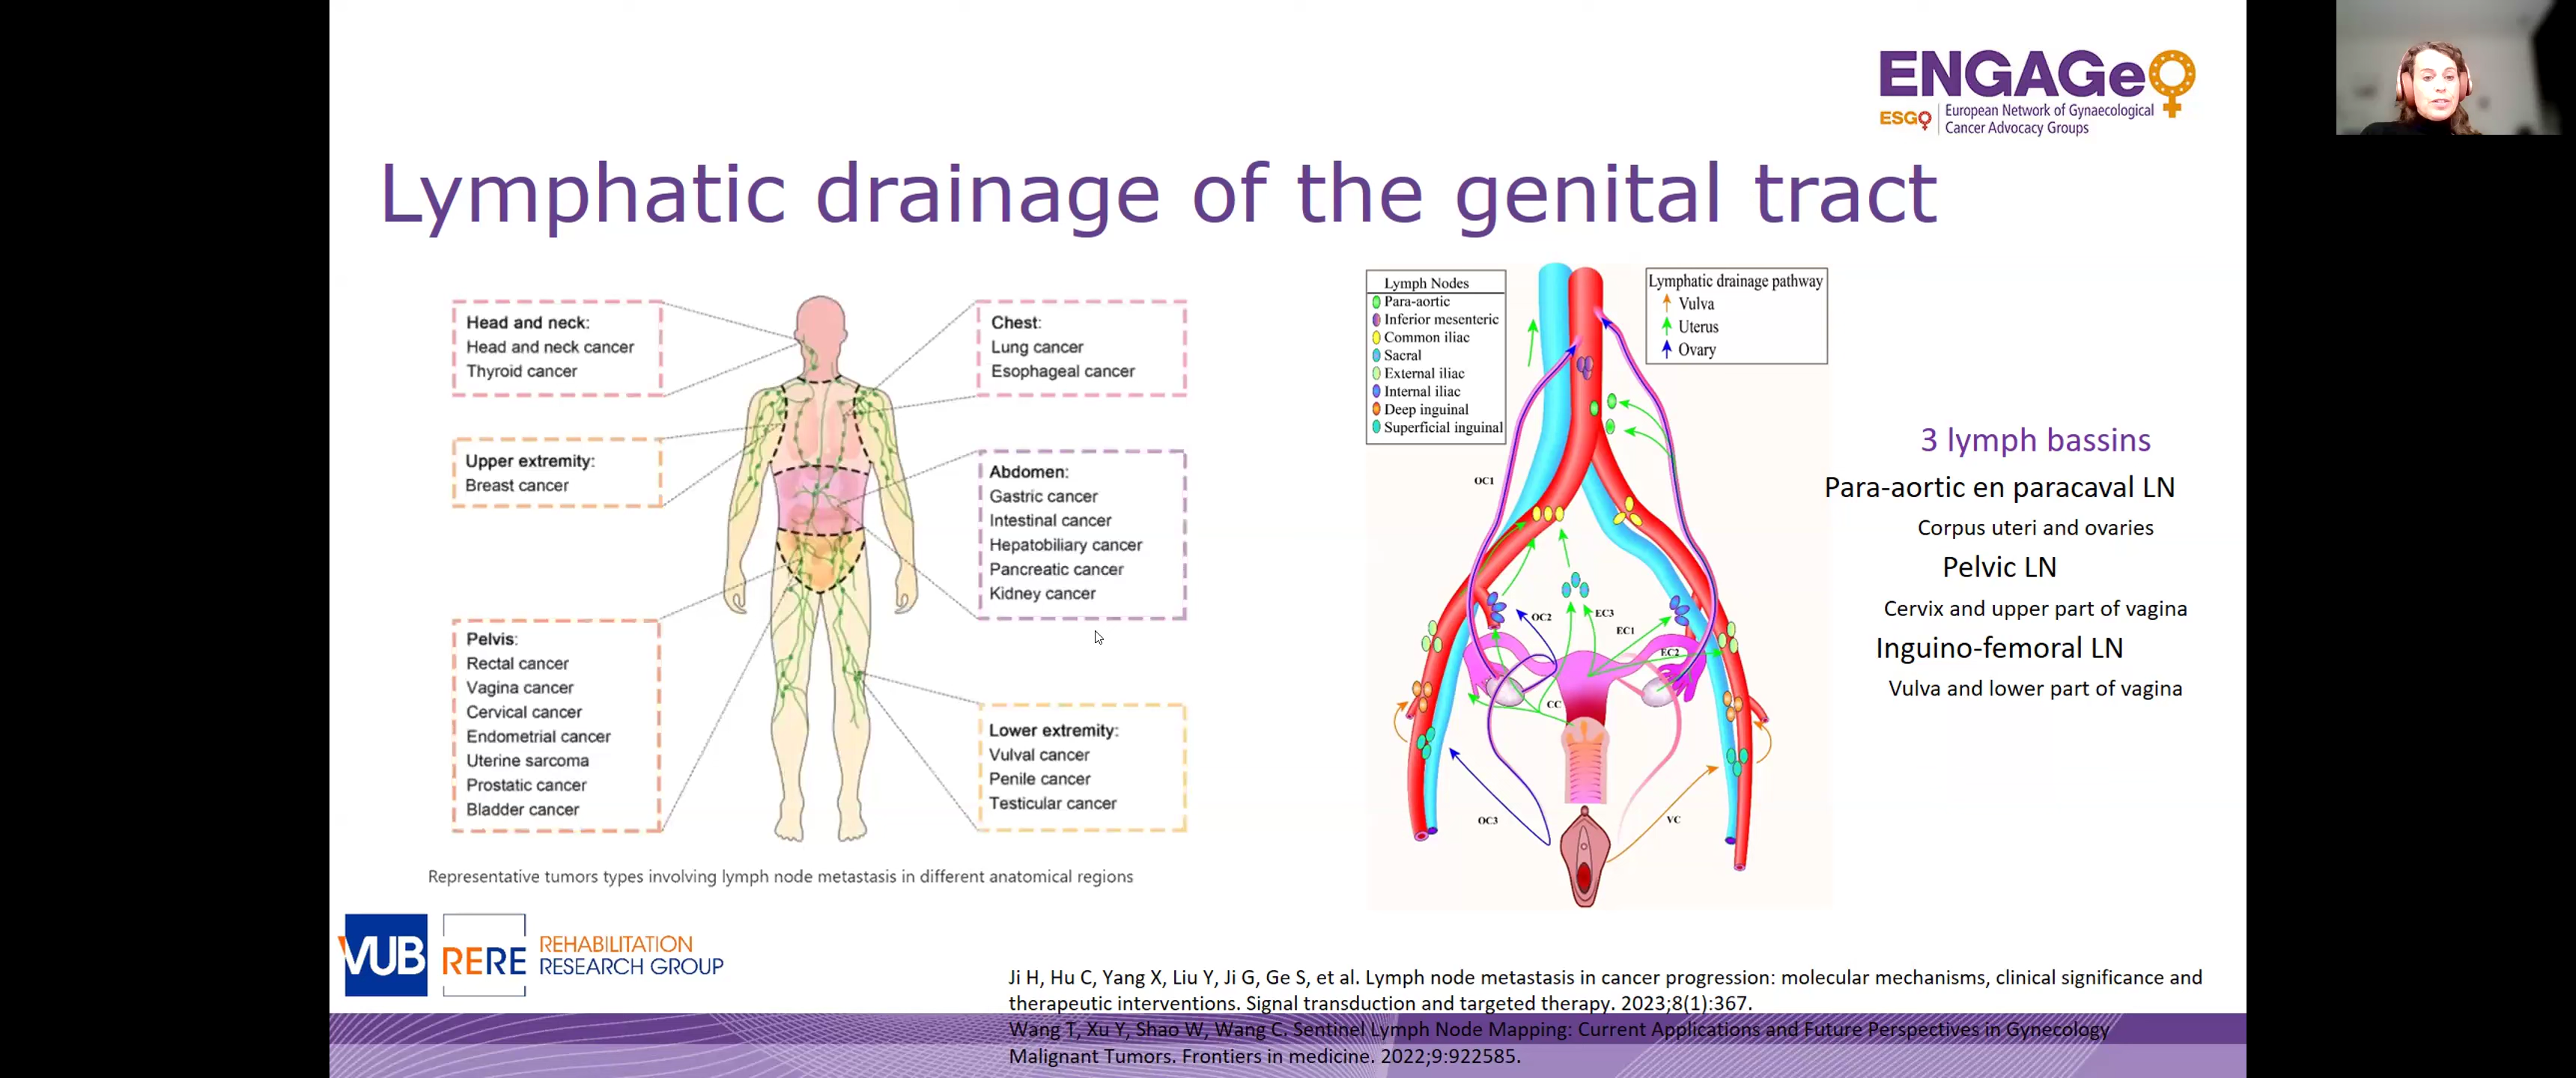 ENGAGe
ESGO
European Network of Gynaecological
Cancer Advocacy Groups
Lymphatic drainage of the genital tract
Head and neck:
Head and neck cancer
Thyroid cancer
Upper extremity:
Breast cancer
Pelvis:
Rectal cancer
Vagina cancer
Cervical cancer
Endometrial cancer
Uterine sarcoma
Prostatic cancer
Bladder cancer
Chest:
Lung cancer
Esophageal cancer
Abdomen:
Gastric cancer
Intestinal cancer
Hepatobiliary cancer
Pancreatic cancer
Kidney cancer
Lower extremity:
Vulval cancer
Penile cancer
Testicular cancer
Representative tumors types involving lymph node metastasis in different anatomical regions
Lymph Nodes
Para-aortic
Inferior mesenteric
Common iliac
Sacral
External iliac
Internal iliac
Deep inguinal
Superficial inguinal
Lymphatic drainage pathway
Vulva
Uterus
Ovary
OC1
OC2
EC3
EC1
EC2
CC
OC3
VC
3 lymph bassins
Para-aortic en paracaval LN
Corpus uteri and ovaries
Pelvic LN
Cervix and upper part of vagina
Inguino-femoral LN
Vulva and lower part of vagina
VUB
RERE
REHABILITATION
RESEARCH GROUP
Ji H, Hu C, Yang X, Liu Y, Ji G, Ge S, et al. Lymph node metastasis in cancer progression: molecular mechanisms, clinical significance and
therapeutic interventions. Signal transduction and targeted therapy. 2023;8(1):367.
Wang T, Xu Y, Shao W, Wang C. Sentinel Lymph Node Mapping: Current Applications and Future Perspectives in Gynecology
Malignant Tumors. Frontiers in medicine. 2022;9:922585.